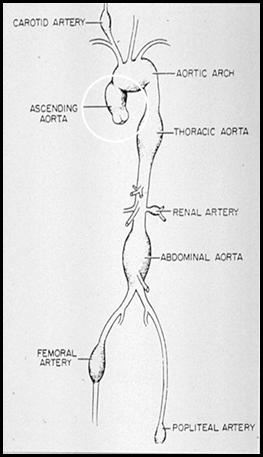 CAROTID ARTERY
AORTIC ARCH
ASCENDING
AORTA
THORACIC AORTA
RENAL ARTERY
ABDOMINAL AORTA
FEMORAL
ARTERY
POPLITEAL ARTERY